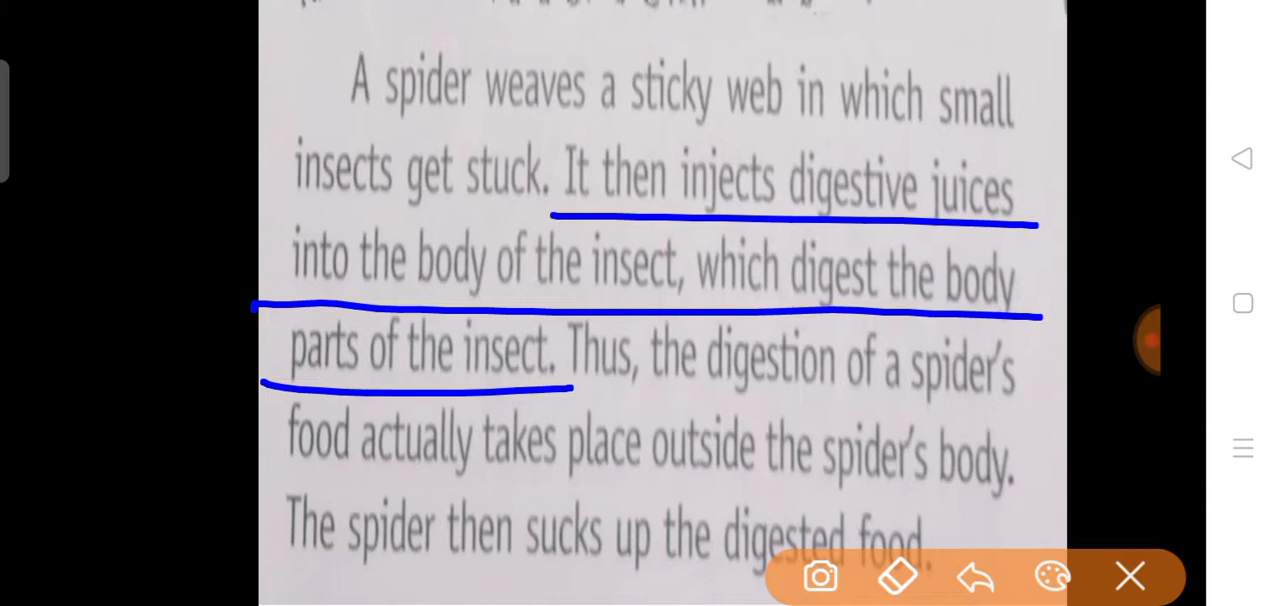 A spider weaves a sticky web in which small
insects get stuck. It then injects digestive juices
into the body of the insect, which digest the body
parts of the insect. Thus, the digestion of a spider's
food actually takes place outside the spider's body.
The spider then sucks up the digested food.